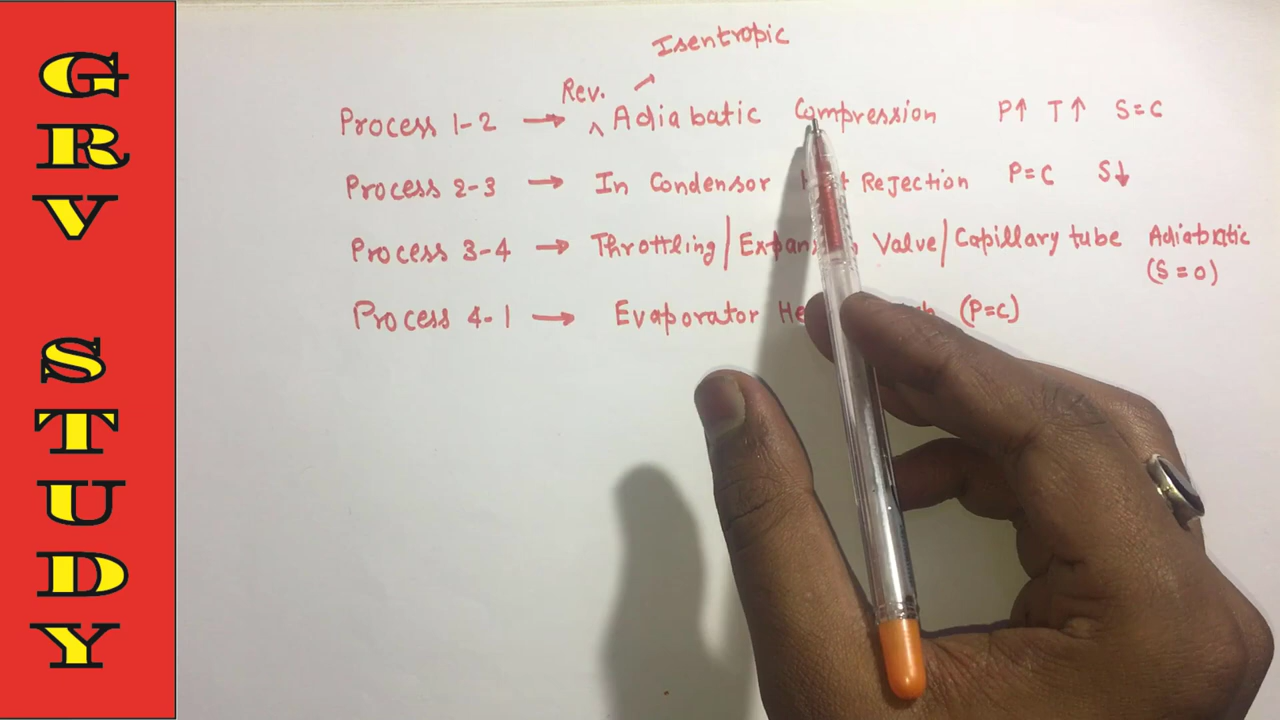 GRV STUDY
Isentropic
Rev.
Process 1-2 → ^ Adiabatic Compression P↑ T↑ S=C
Process 2-3 → In Condensor Rejection P=C S↓
Process 3-4 → Throttling/ Valve/Capillary tube Adiabatic
(S=0)
Process 4-1 → Evaporator (P=C)